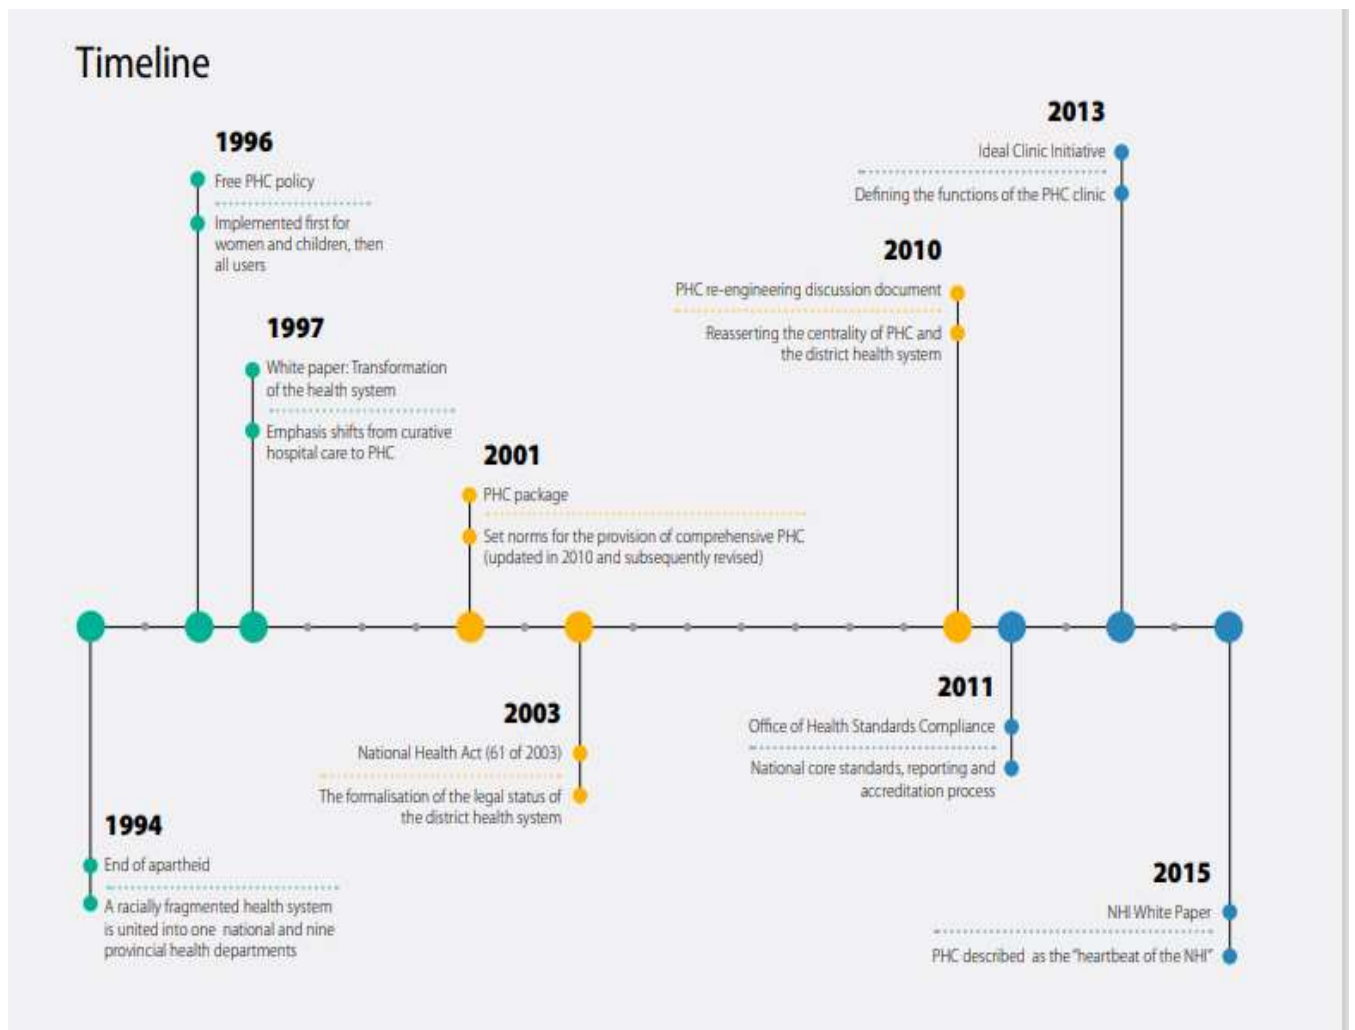 Timeline
1996
Free PHC policy
Implemented first for
women and children, then
all users
1997
White paper: Transformation
of the health system
Emphasis shifts from curative
hospital care to PHC
2001
PHC package
Set norms for the provision of comprehensive PHC
(updated in 2010 and subsequently revised)
2013
Ideal Clinic Initiative
Defining the functions of the PHC clinic
2010
PHC re-engineering discussion document
Reasserting the centrality of PHC and
the district health system
1994
End of apartheid
A racially fragmented health system
is united into one national and nine
provincial health departments
2003
National Health Act (61 of 2003)
The formalisation of the legal status of
the district health system
2011
Office of Health Standards Compliance
National core standards, reporting and
accreditation process
2015
NHI White Paper
PHC described as the "heartbeat of the NHI"